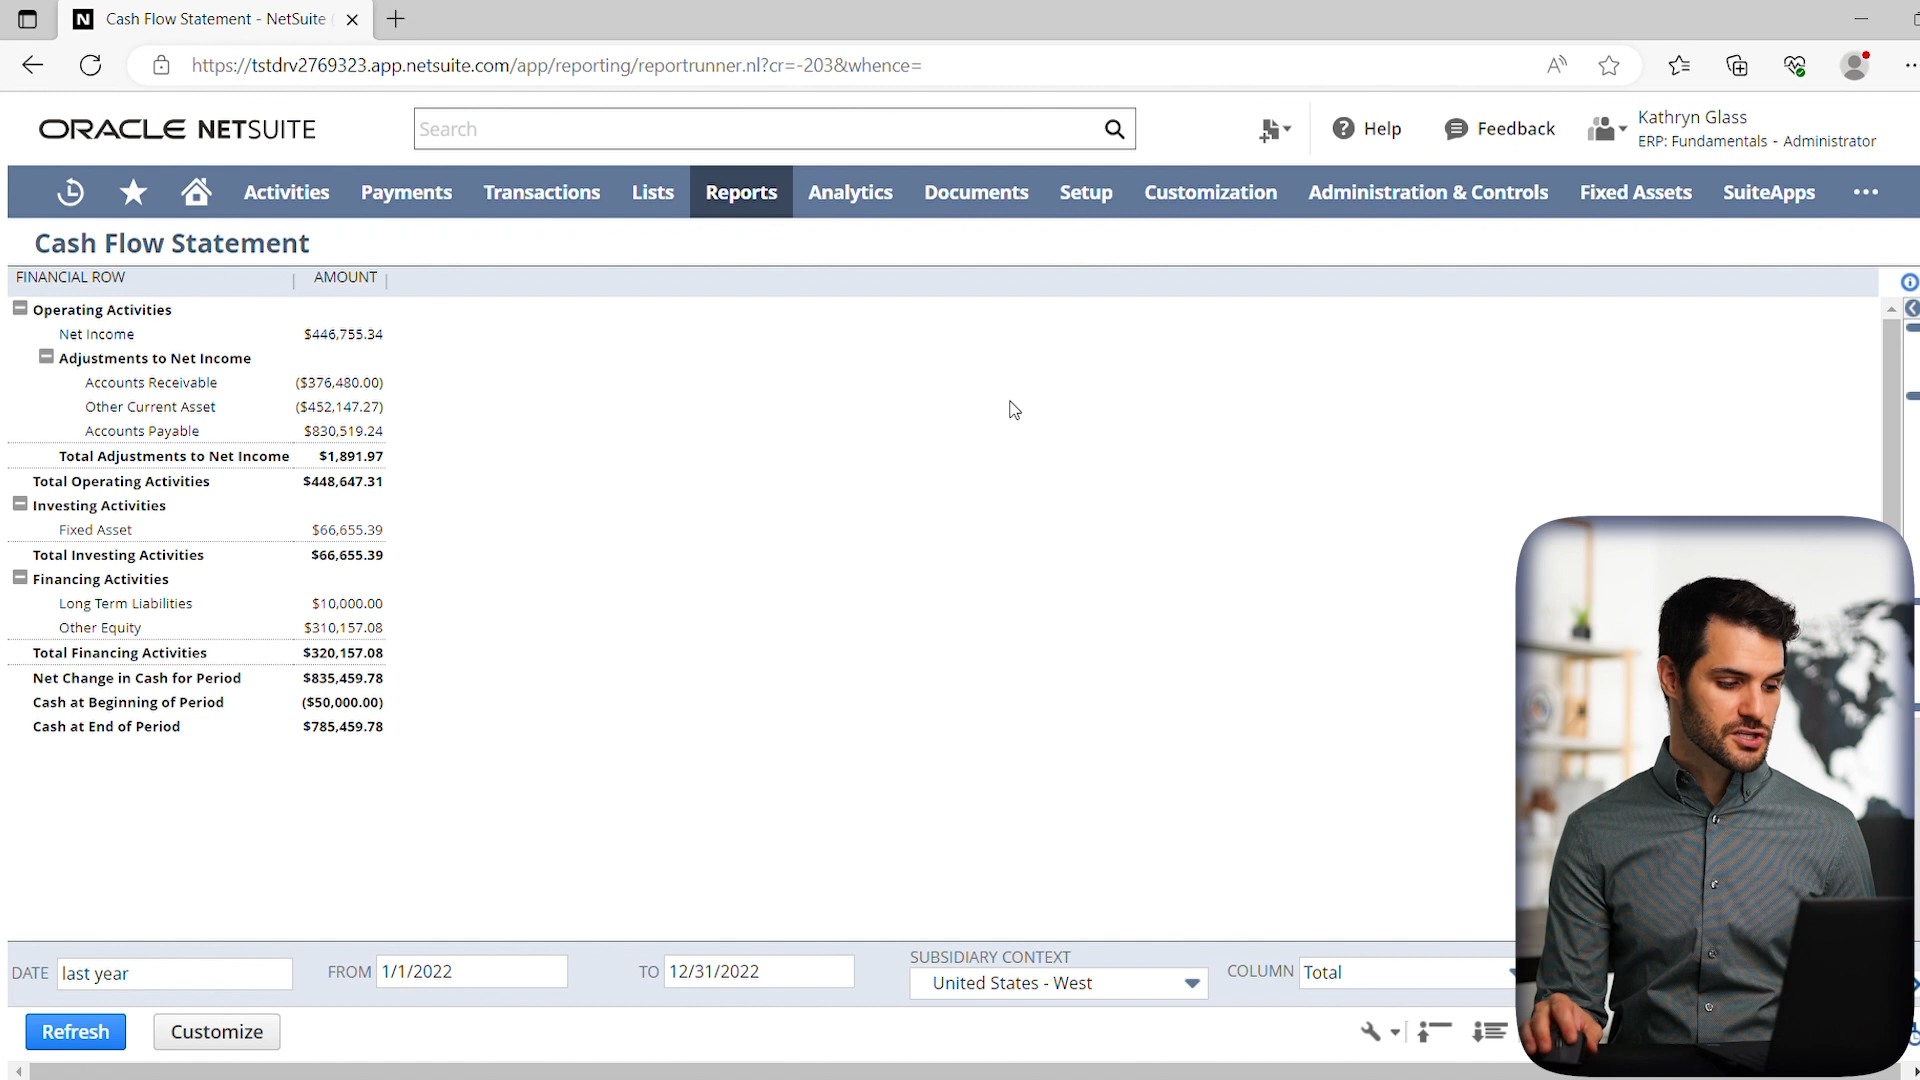 N Cash Flow Statement - NetSuite
https://tstdrv2769323.app.netsuite.com/app/reporting/reportrunner.nl?cr=-203&whence=
ORACLE NETSUITE
Search
Help
Feedback
Kathryn Glass
ERP: Fundamentals - Administrator
Activities Payments Transactions Lists Reports Analytics Documents Setup Customization Administration & Controls Fixed Assets SuiteApps
Cash Flow Statement
FINANCIAL ROW AMOUNT
Operating Activities
Net Income $446,755.34
Adjustments to Net Income
Accounts Receivable ($376,480.00)
Other Current Asset ($452,147.27)
Accounts Payable $830,519.24
Total Adjustments to Net Income $1,891.97
Total Operating Activities $448,647.31
Investing Activities
Fixed Asset $66,655.39
Total Investing Activities $66,655.39
Financing Activities
Long Term Liabilities $10,000.00
Other Equity $310,157.08
Total Financing Activities $320,157.08
Net Change in Cash for Period $835,459.78
Cash at Beginning of Period ($50,000.00)
Cash at End of Period $785,459.78
DATE last year FROM 1/1/2022 TO 12/31/2022
SUBSIDIARY CONTEXT
United States - West
COLUMN Total
Refresh Customize